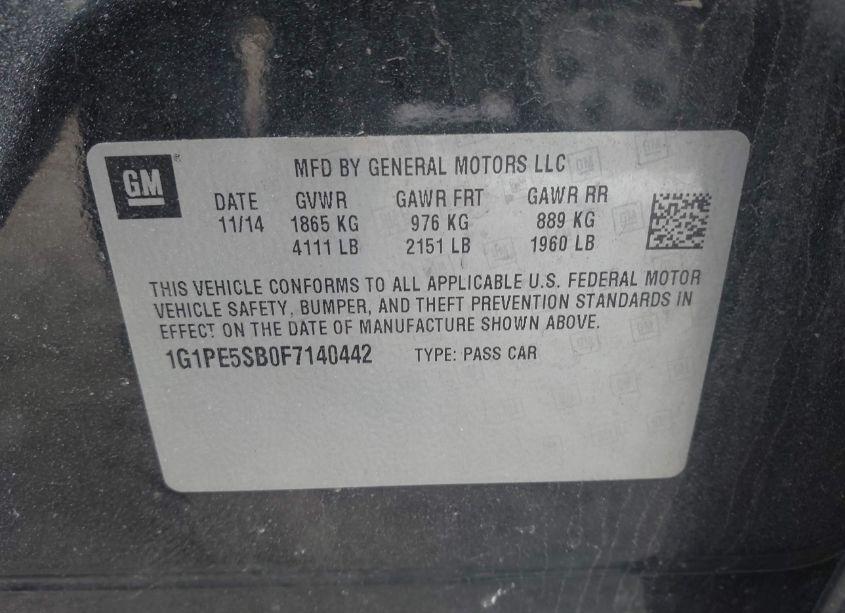 GM
MFD BY GENERAL MOTORS LLC
DATE GVWR GAWR FRT GAWR RR
11/14 1865 KG 976 KG 889 KG
4111 LB 2151 LB 1960 LB
THIS VEHICLE CONFORMS TO ALL APPLICABLE U.S. FEDERAL MOTOR
VEHICLE SAFETY, BUMPER, AND THEFT PREVENTION STANDARDS IN
EFFECT ON THE DATE OF MANUFACTURE SHOWN ABOVE.
1G1PE5SB0F7140442 TYPE: PASS CAR